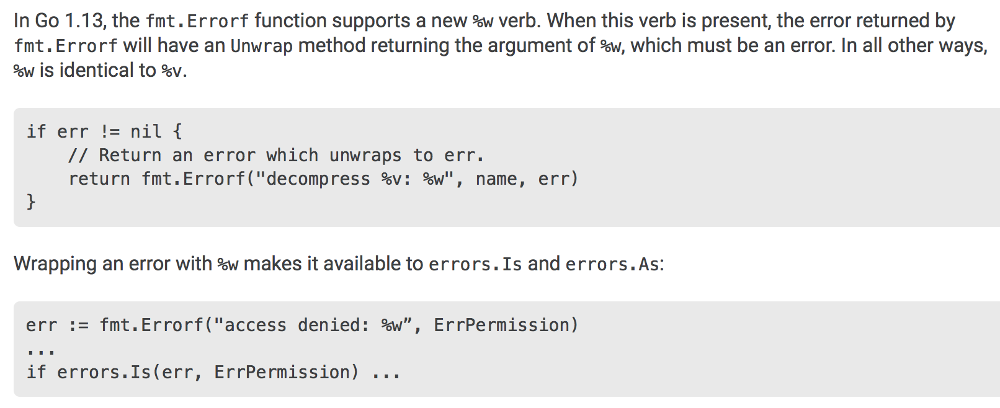 In Go 1.13, the fmt.Errorf function supports a new %w verb. When this verb is present, the error returned by
fmt.Errorf will have an Unwrap method returning the argument of %w, which must be an error. In all other ways,
%w is identical to %v.
if err != nil {
    // Return an error which unwraps to err.
    return fmt.Errorf("decompress %v: %w", name, err)
}
Wrapping an error with %w makes it available to errors.Is and errors.As:
err := fmt.Errorf("access denied: %w”, ErrPermission)
...
if errors.Is(err, ErrPermission) ...